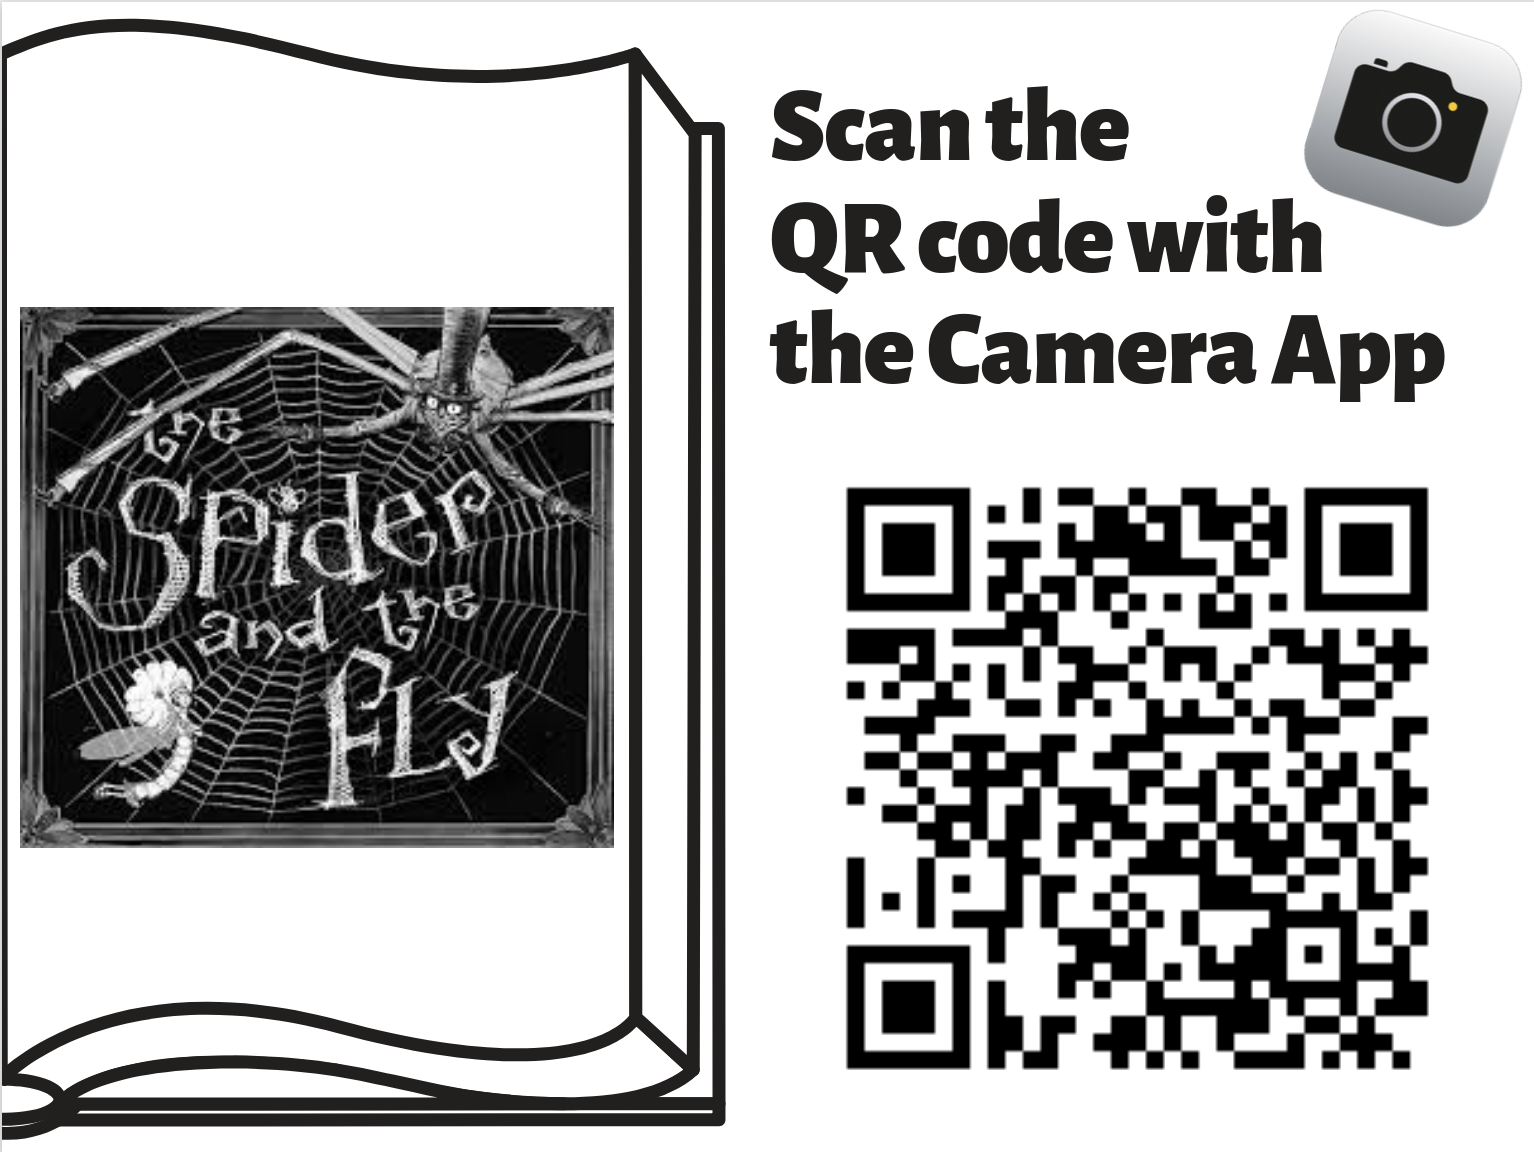 the
Spider
and the
Fly
Scan the
QR code with
the Camera App